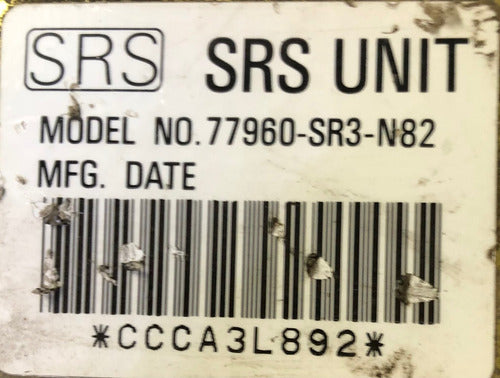 SRS SRS UNIT
MODEL NO. 77960-SR3-N82
MFG. DATE
*CCCA3L892*